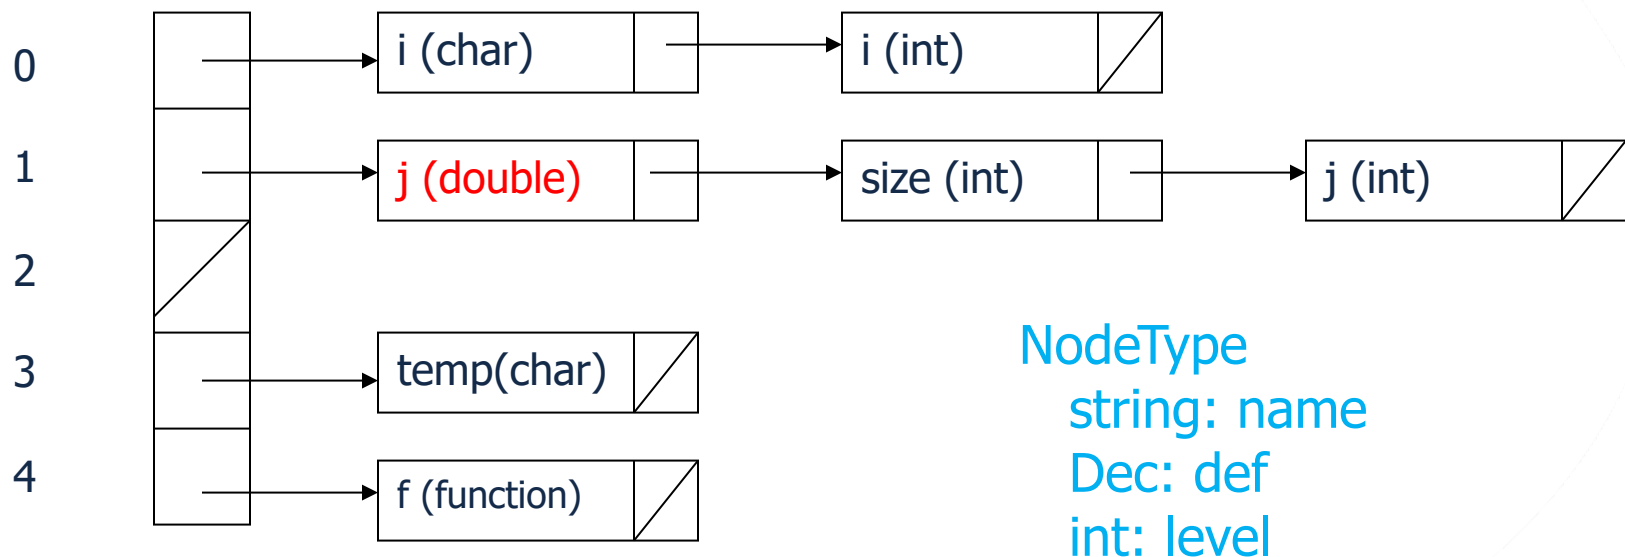 0
i (char)
i (int)
1
j (double)
size (int)
j (int)
2
3
temp(char)
4
f (function)
NodeType
string: name
Dec: def
int: level